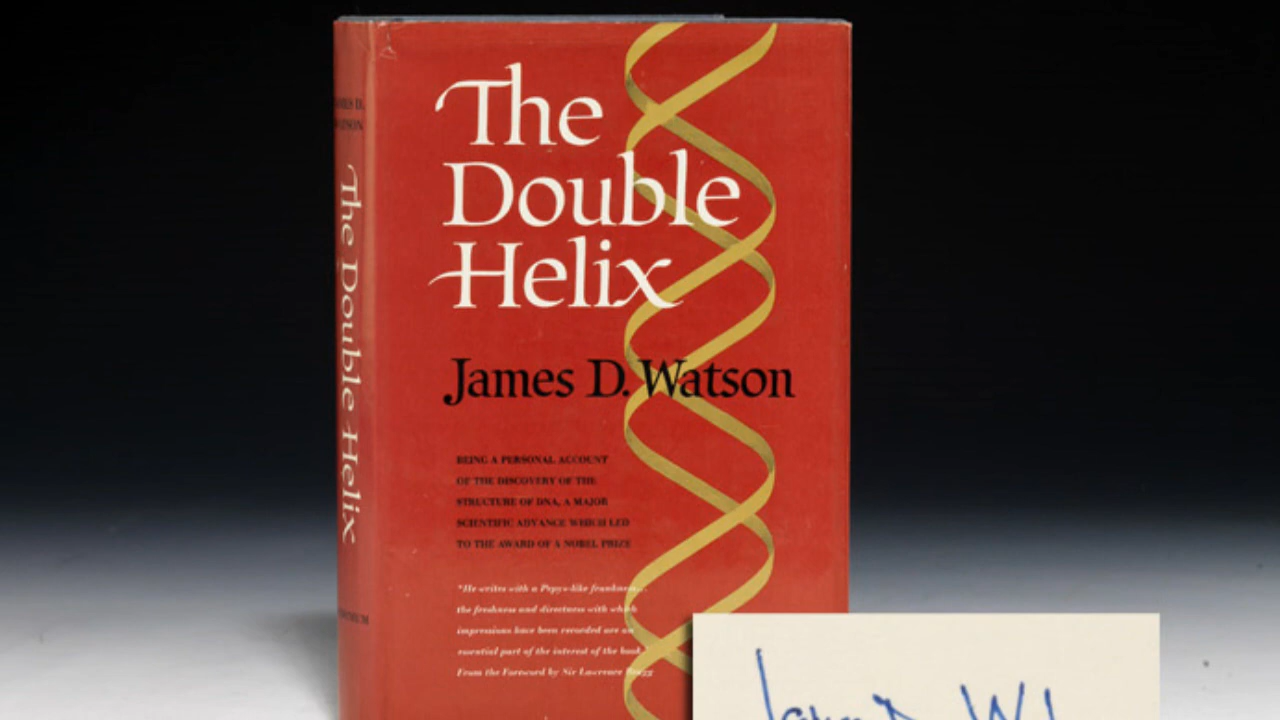 The
Double
Helix
James D. Watson
BEING A PERSONAL ACCOUNT
OF THE DISCOVERY OF THE
STRUCTURE OF DNA, A MAJOR
SCIENTIFIC ADVANCE WHICH LED
TO THE AWARD OF A NOBEL PRIZE
"He writes with a Pepys-like frankness...
the freshness and directness with which
impressions have been recorded are an
essential part of the interest of the book.
From the Foreword by Sir Lawrence Bragg
JAMES D.
WATSON
The Double Helix
James D. W